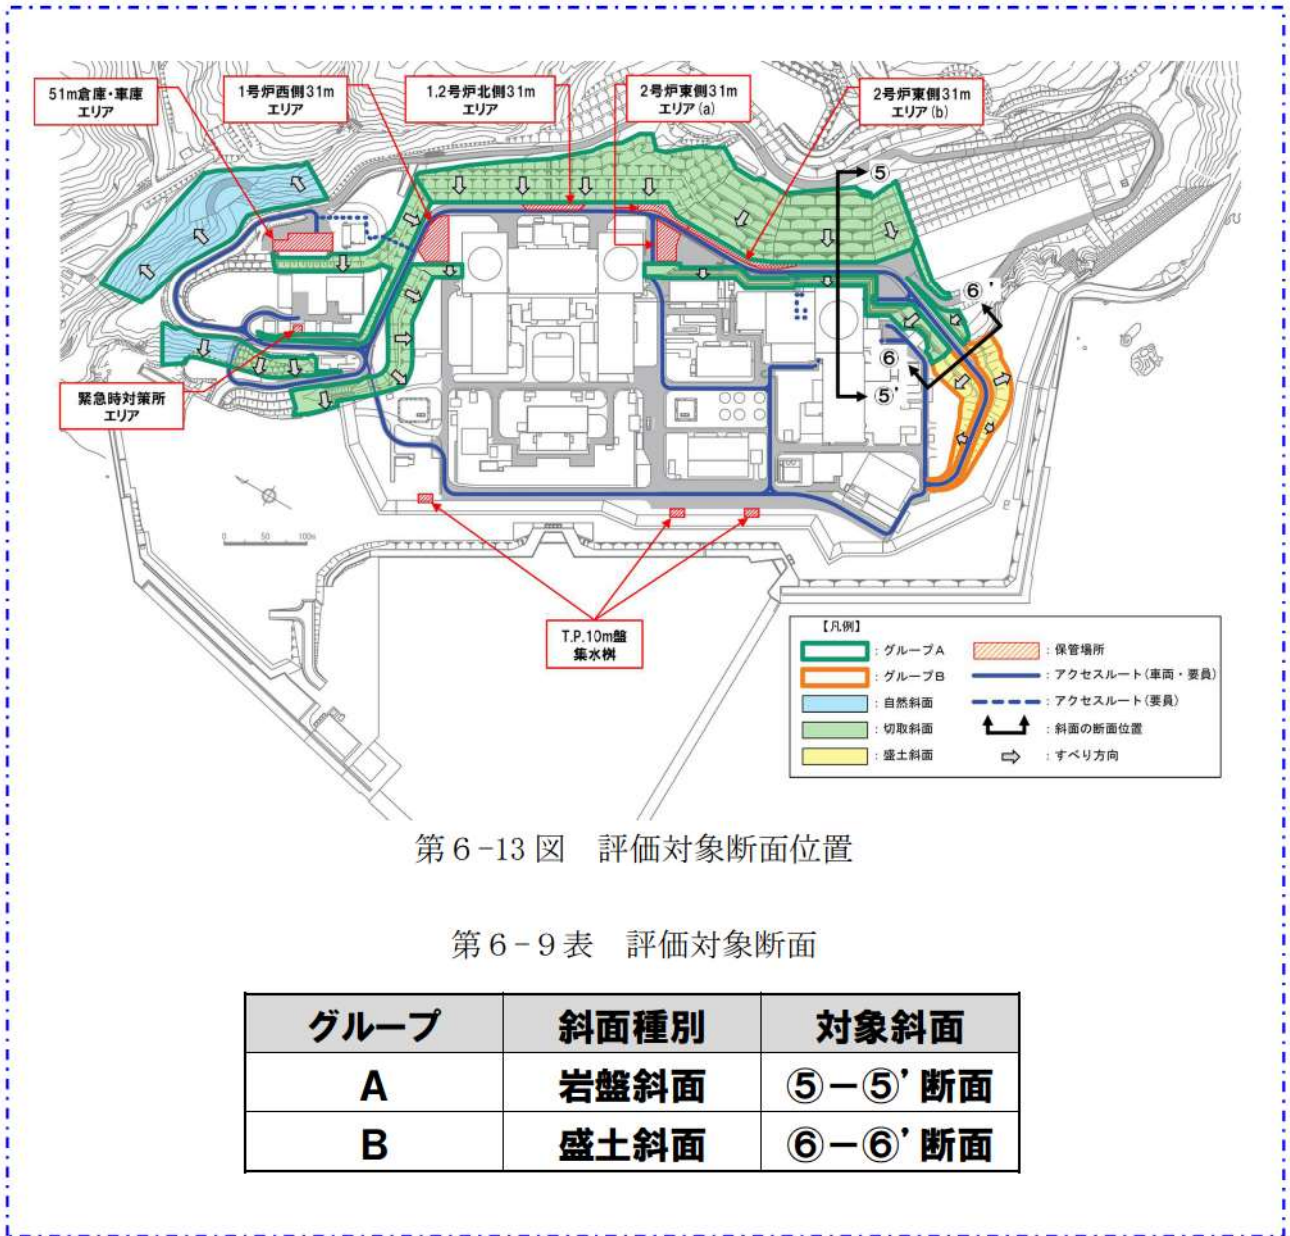 51m倉庫・車庫
エリア
1号炉西側31m
エリア
1,2号炉北側31m
エリア
2号炉東側31m
エリア(a)
2号炉東側31m
エリア(b)
⑤
⑥'
⑥
⑤'
緊急時対策所
エリア
0 50 100m
T.P.10m盤
集水桝
【凡例】
:グループA
:グループB
:自然斜面
:切取斜面
:盛土斜面
:保管場所
:アクセスルート(車両・要員)
:アクセスルート(要員)
:斜面の断面位置
:すべり方向
第6-13図 評価対象断面位置
第6-9表 評価対象断面
グループ 斜面種別 対象斜面
A 岩盤斜面 ⑤-⑤'断面
B 盛土斜面 ⑥-⑥'断面